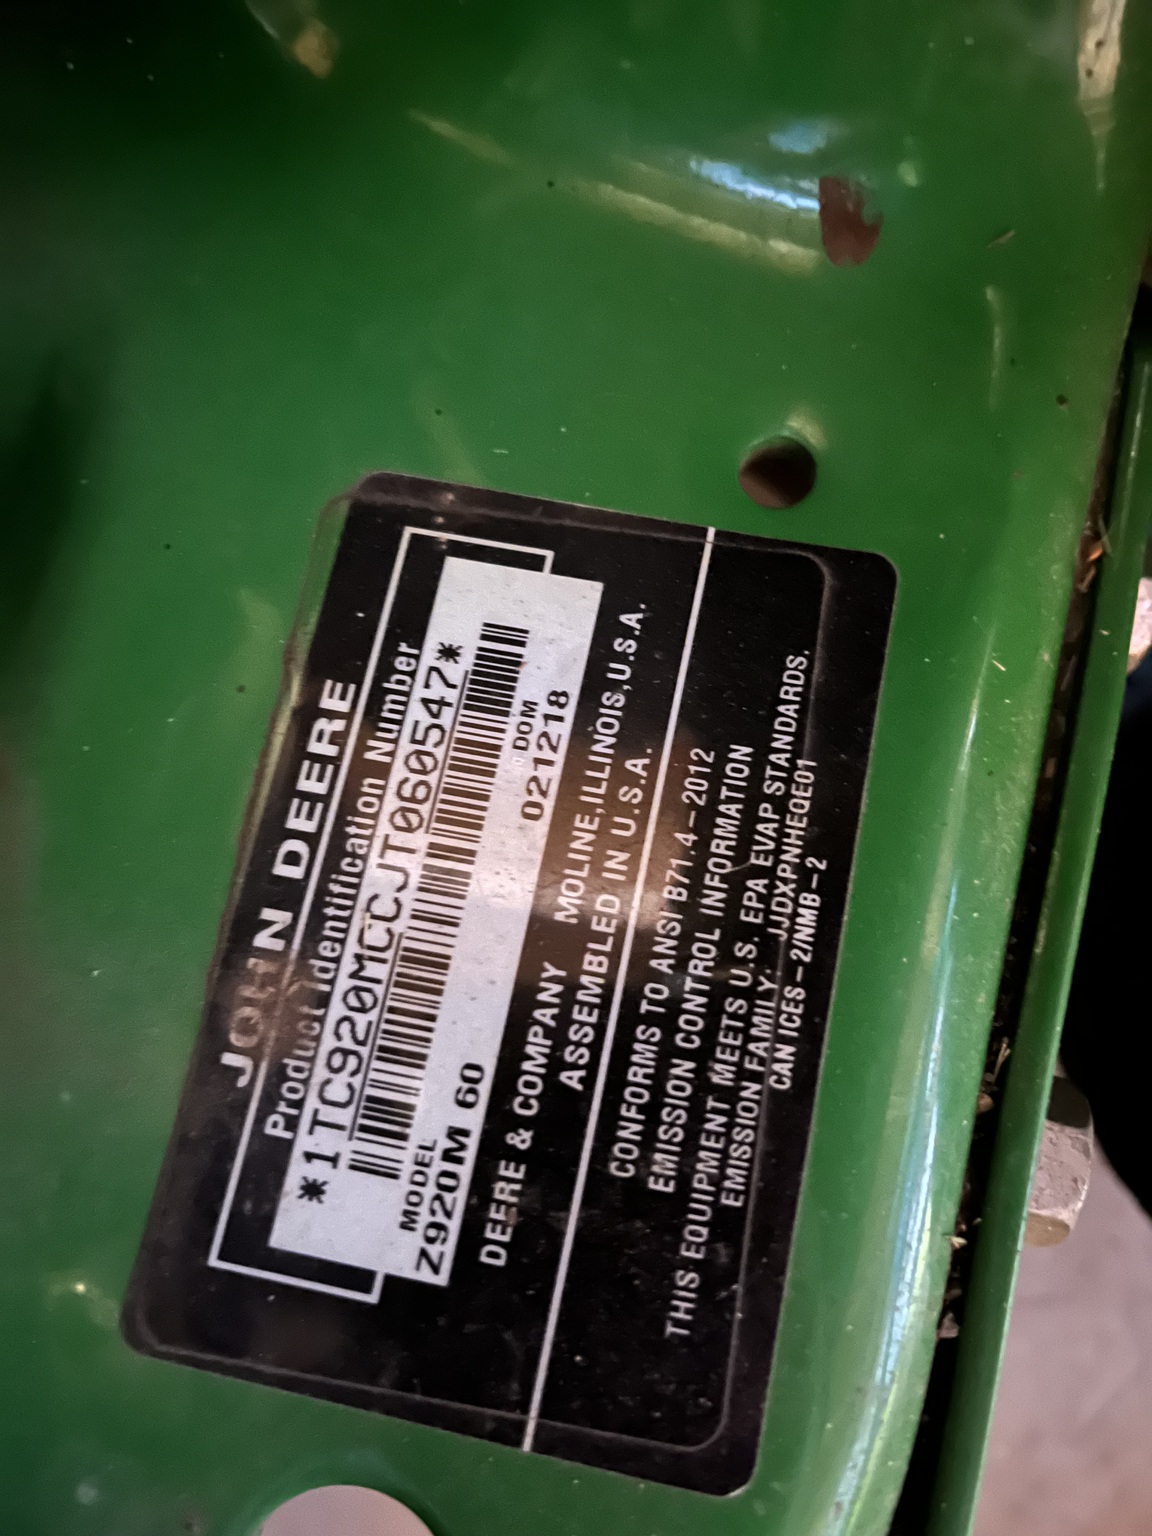 JOHN DEERE
Product Identification Number
*1TC920MCCJT060547*
MODEL
Z920M 60
DOM
021218
DEERE & COMPANY MOLINE, ILLINOIS, U.S.A.
ASSEMBLED IN U.S.A.
CONFORMS TO ANSI B71.4-2012
EMISSION CONTROL INFORMATION
THIS EQUIPMENT MEETS U.S. EPA EVAP STANDARDS.
EMISSION FAMILY: JJDXPNHEQE01
CAN ICES-2/NMB-2